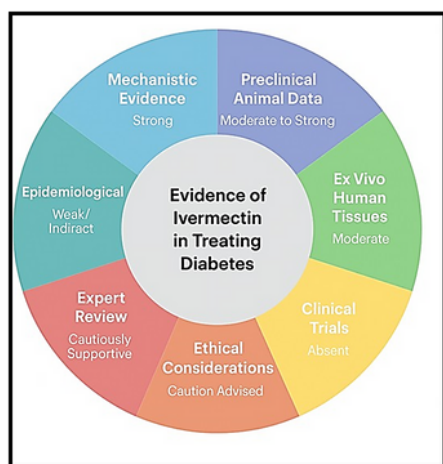 Evidence of
Ivermectin
in Treating
Diabetes
Mechanistic
Evidence
Strong
Preclinical
Animal Data
Moderate to Strong
Ex Vivo
Human
Tissues
Moderate
Clinical
Trials
Absent
Ethical
Considerations
Caution Advised
Expert
Review
Cautiously
Supportive
Epidemiological
Weak/
Indiract